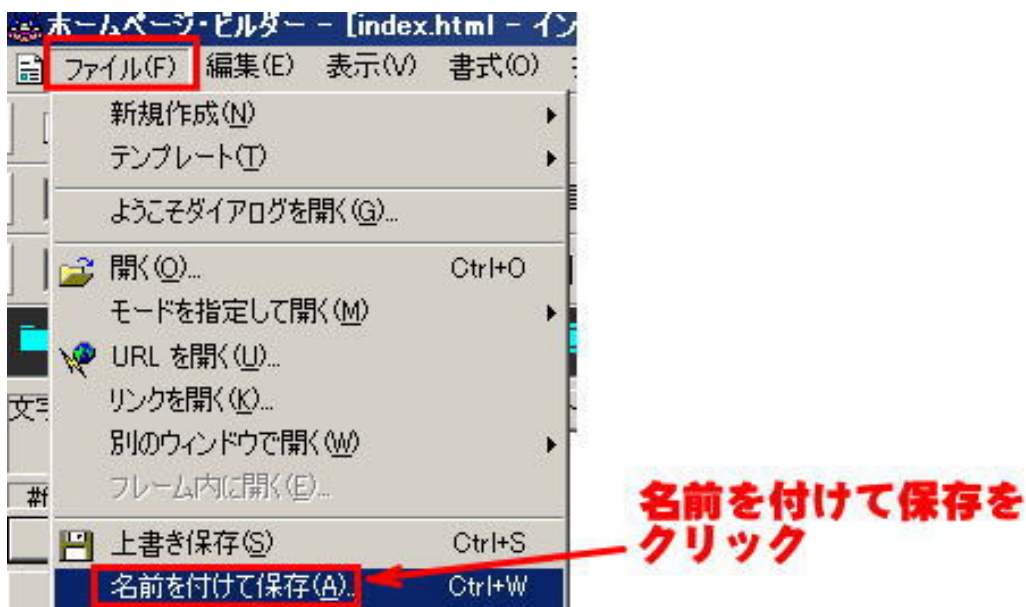 ホームページ・ビルダー - [index.html - イン
ファイル(F) 編集(E) 表示(V) 書式(O)
新規作成(N)
テンプレート(T)
ようこそダイアログを開く(G)...
開く(O)... Ctrl+O
モードを指定して開く(M)
URL を開く(U)...
リンクを開く(K)...
文字
別のウィンドウで開く(W)
フレーム内に開く(E)...
#f
上書き保存(S) Ctrl+S
名前を付けて保存(A)... Ctrl+W
名前を付けて保存を
クリック